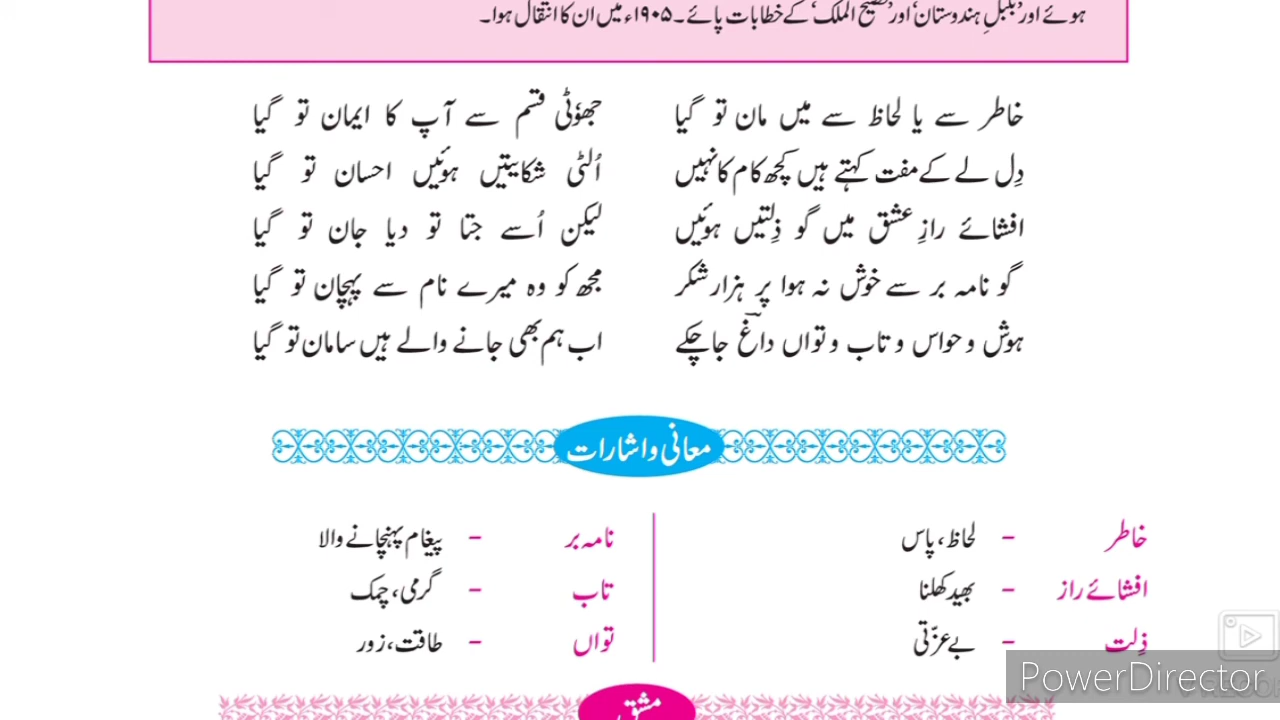 ہوئے اور ’بلبلِ ہندوستان‘ اور ’فصیح الملک‘ کے خطابات پائے۔ ۱۹۰۵ء میں ان کا انتقال ہوا۔
خاطر سے یا لحاظ سے میں مان تو گیا جھوٗٹی قسم سے آپ کا ایمان تو گیا
دِل لے کے مفت کہتے ہیں کچھ کام کا نہیں اُلٹی شکایتیں ہوئیں احسان تو گیا
افشائے رازِ عشق میں گو ذِلتیں ہوئیں لیکن اُسے جتا تو دیا جان تو گیا
گو نامہ بر سے خوش نہ ہوا پر ہزار شکر مجھ کو وہ میرے نام سے پہچان تو گیا
ہوش و حواس و تاب و تواں داغؔ جاچکے اب ہم بھی جانے والے ہیں سامان تو گیا
معانی و اشارات
خاطر - لحاظ، پاس نامہ بر - پیغام پہنچانے والا
افشائے راز - بھید کھلنا تاب - گرمی، چمک
ذِلت - بے عزّتی تواں - طاقت، زور
PowerDirector
مشق